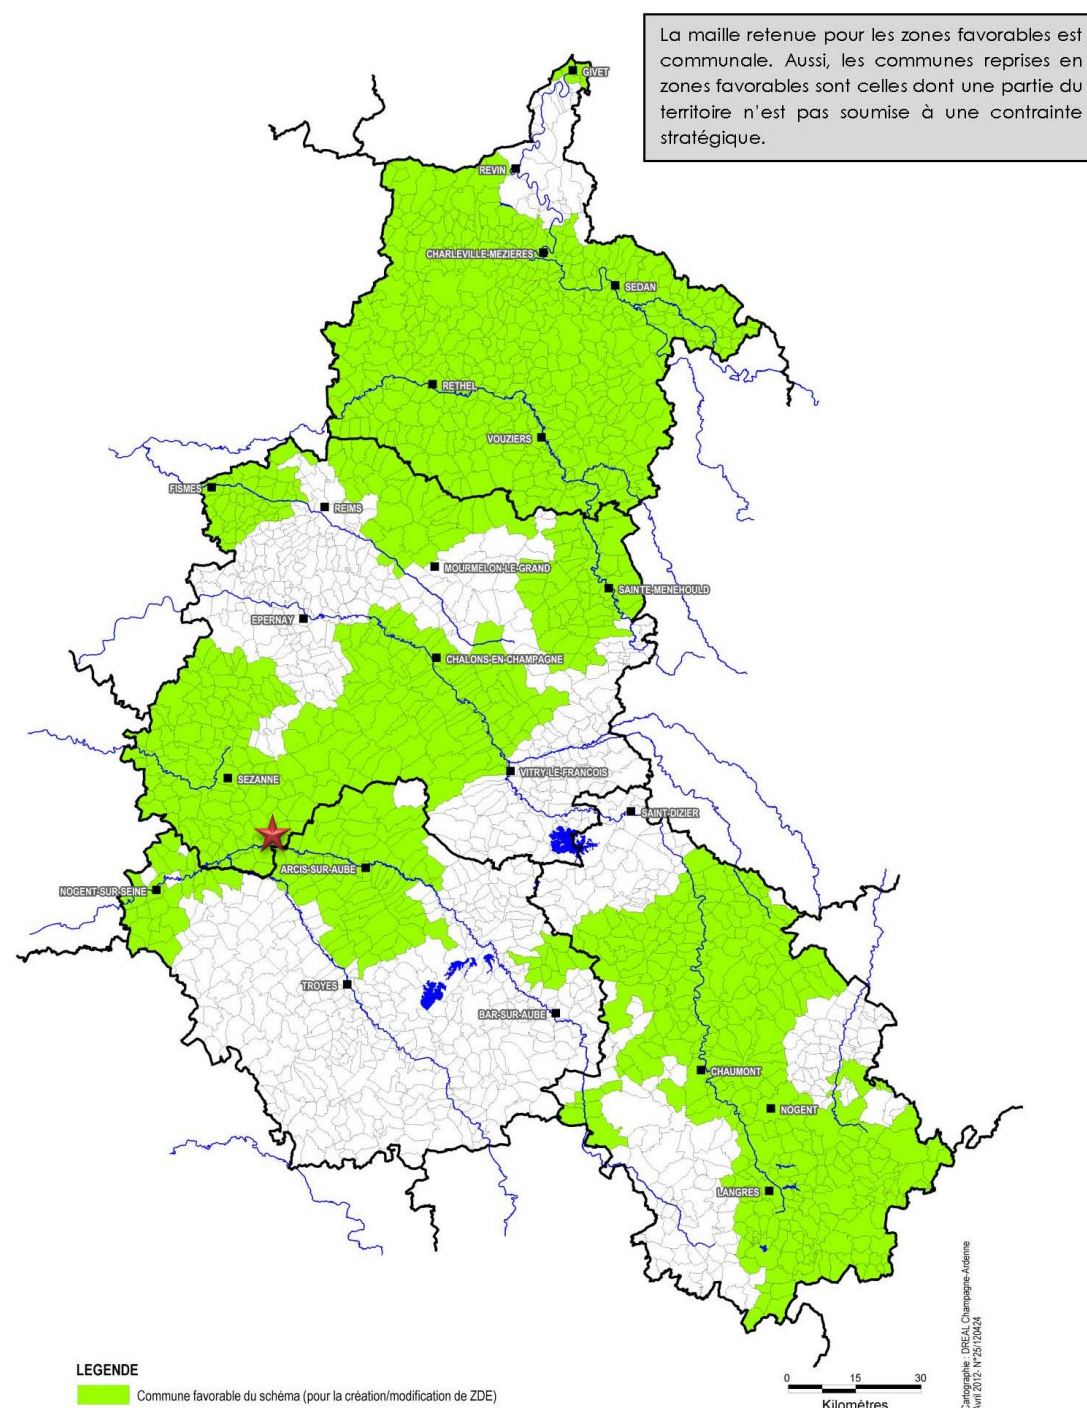 La maille retenue pour les zones favorables est
communale. Aussi, les communes reprises en
zones favorables sont celles dont une partie du
territoire n'est pas soumise à une contrainte
stratégique.
GIVET
REVIN
CHARLEVILLE-MEZIERES
SEDAN
RETHEL
VOUZIERS
FISMES
REIMS
MOURMELON-LE-GRAND
SAINTE-MENEHOULD
EPERNAY
CHALONS-EN-CHAMPAGNE
VITRY-LE-FRANCOIS
SEZANNE
SAINT-DIZIER
ARCIS-SUR-AUBE
NOGENT-SUR-SEINE
TROYES
BAR-SUR-AUBE
CHAUMONT
NOGENT
LANGRES
LEGENDE
Commune favorable du schéma (pour la création/modification de ZDE)
0 15 30
Kilomètres
Cartographie : DREAL Champagne-Ardenne
Avril 2012- N°25/120424